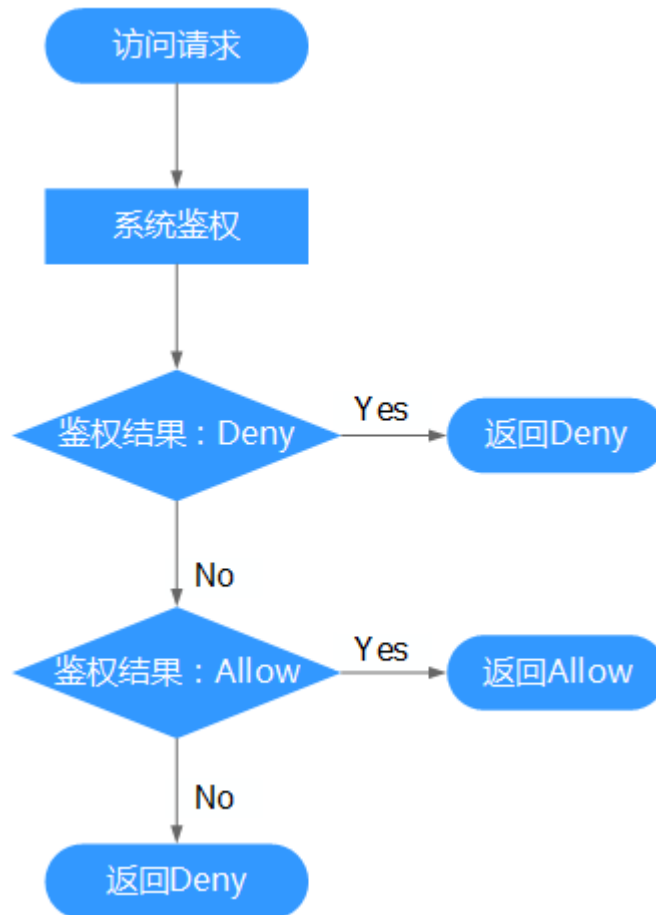 访问请求
系统鉴权
鉴权结果：Deny
Yes
返回Deny
No
鉴权结果：Allow
Yes
返回Allow
No
返回Deny